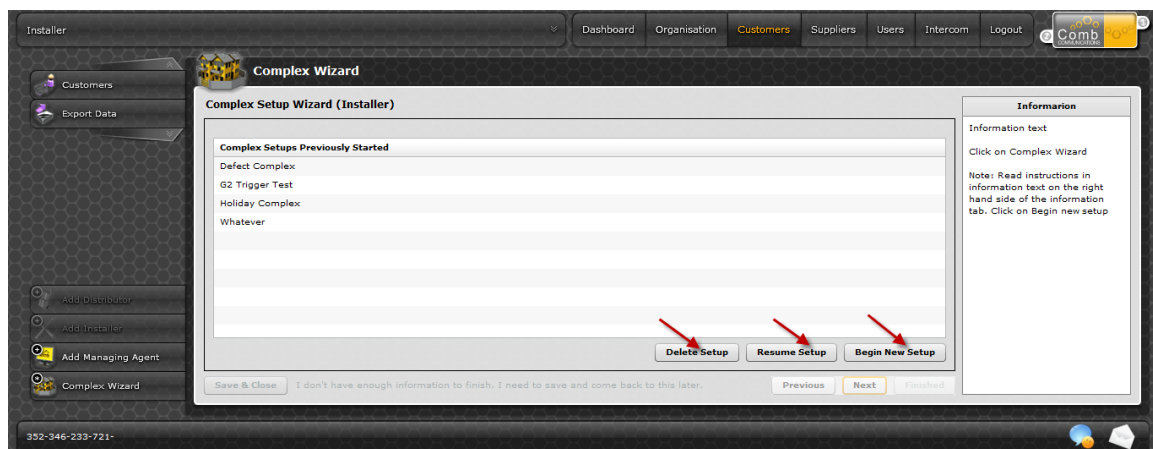 Installer
Dashboard Organisation Customers Suppliers Users Intercom Logout
Comb
COMMUNICATIONS
Customers
Export Data
Complex Wizard
Complex Setup Wizard (Installer)
Complex Setups Previously Started
Defect Complex
G2 Trigger Test
Holiday Complex
Whatever
Delete Setup Resume Setup Begin New Setup
Save & Close I don't have enough information to finish. I need to save and come back to this later. Previous Next Finished
Informarion
Information text
Click on Complex Wizard
Note: Read instructions in
information text on the right
hand side of the information
tab. Click on Begin new setup
Add Distributor
Add Installer
Add Managing Agent
Complex Wizard
352-346-233-721-